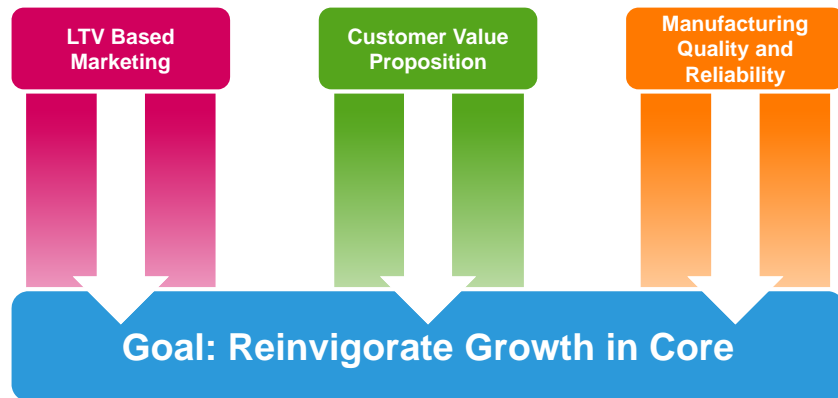 LTV Based
Marketing
Customer Value
Proposition
Manufacturing
Quality and
Reliability
Goal: Reinvigorate Growth in Core